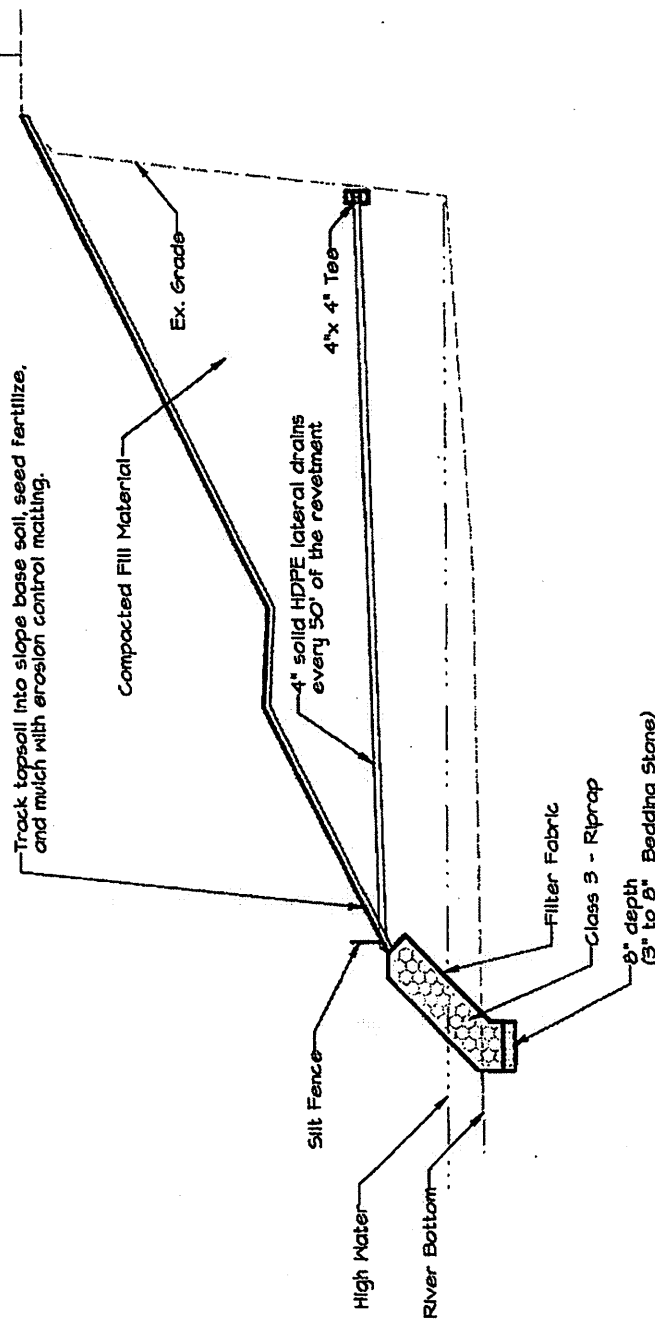 Track topsoil into slope base soil, seed fertilize,
and mulch with erosion control matting.
Compacted Fill Material
Ex. Grade
4" solid HDPE lateral drains
every 50' of the revetment
4"x 4" Tee
Silt Fence
High Water
River Bottom
Filter Fabric
Class 3 - Riprap
8" depth
(3" to 8" Bedding Stone)